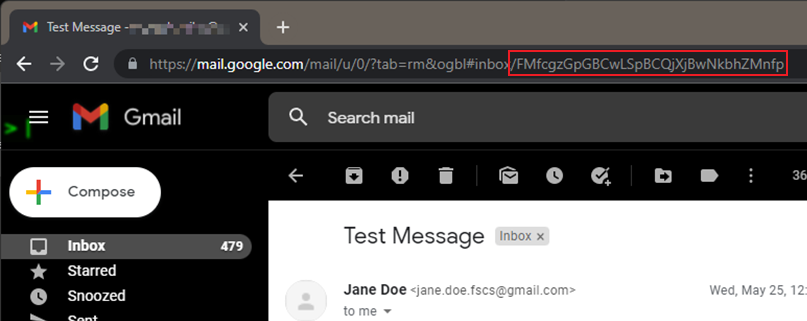 Test Message -
https://mail.google.com/mail/u/0/?tab=rm&ogbl#inbox/FMfcgzGpGBCwLSpBCQjXjBwNkbhZMnfp
Gmail
Search mail
Compose
36
Inbox 479
Test Message Inbox ×
Starred
Snoozed
Jane Doe <jane.doe.fscs@gmail.com> Wed, May 25, 12:
to me
Sent